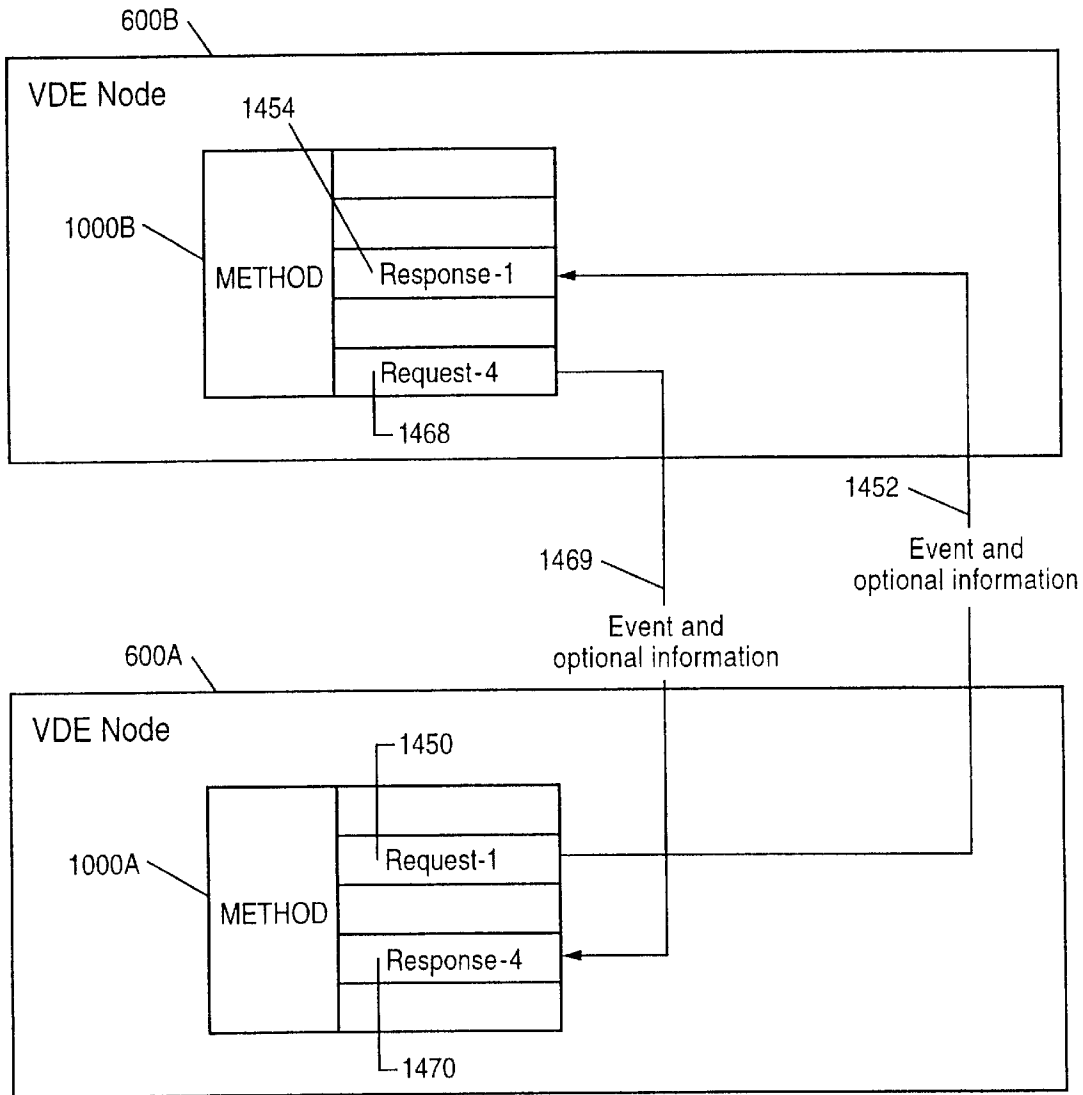 600B
VDE Node
1454
1000B
METHOD
Response-1
Request-4
1468
1452
Event and
optional information
1469
Event and
optional information
600A
VDE Node
1450
1000A
METHOD
Request-1
Response-4
1470